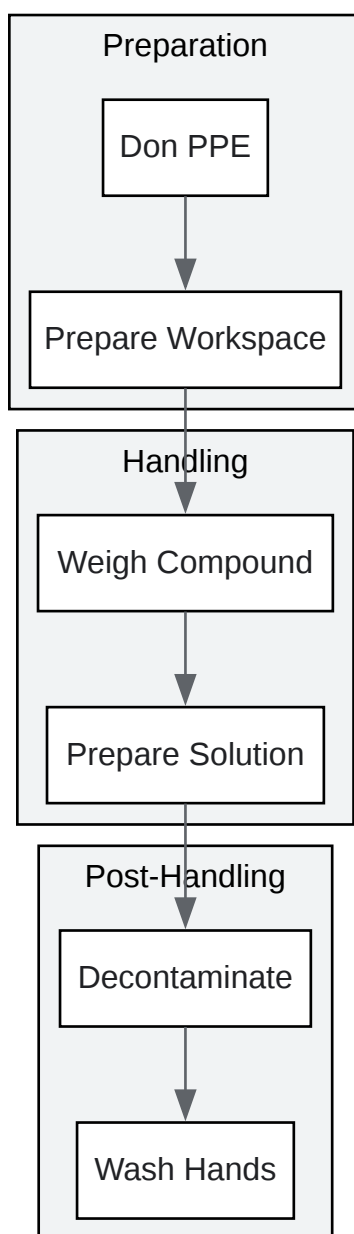 Preparation
Don PPE
Prepare Workspace
Handling
Weigh Compound
Prepare Solution
Post-Handling
Decontaminate
Wash Hands